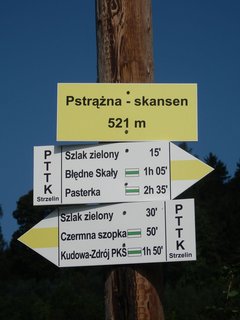 Pstrążna - skansen
521 m
PTTK
Strzelin
Szlak zielony 15'
Błędne Skały 1h 05'
Pasterka 2h 35'
Szlak zielony 30'
Czermna szopka 50'
Kudowa-Zdrój PKS 1h 50'
PTTK
Strzelin